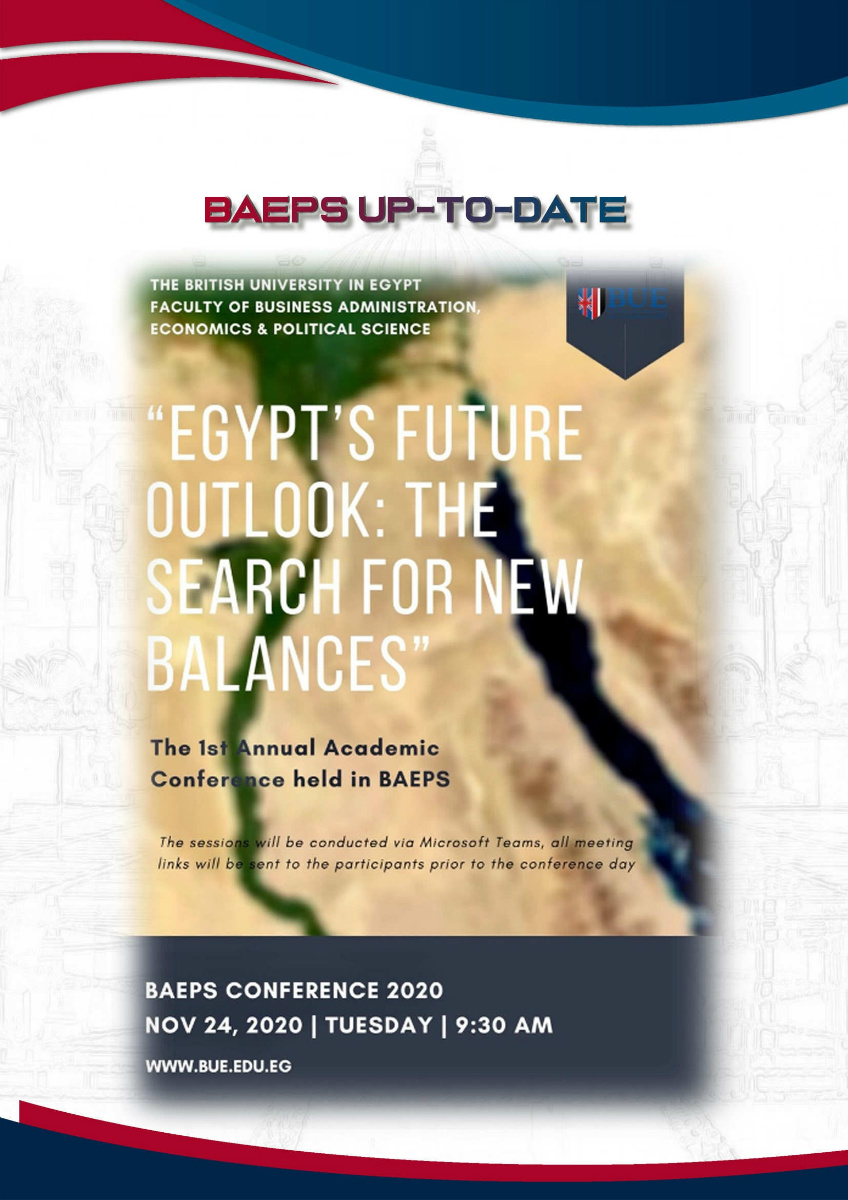 BAEPS UP-TO-DATE
THE BRITISH UNIVERSITY IN EGYPT
FACULTY OF BUSINESS ADMINISTRATION,
ECONOMICS & POLITICAL SCIENCE
BUE
“EGYPT’S FUTURE
OUTLOOK: THE
SEARCH FOR NEW
BALANCES”
The 1st Annual Academic
Conference held in BAEPS
The sessions will be conducted via Microsoft Teams, all meeting
links will be sent to the participants prior to the conference day
BAEPS CONFERENCE 2020
NOV 24, 2020 | TUESDAY | 9:30 AM
WWW.BUE.EDU.EG